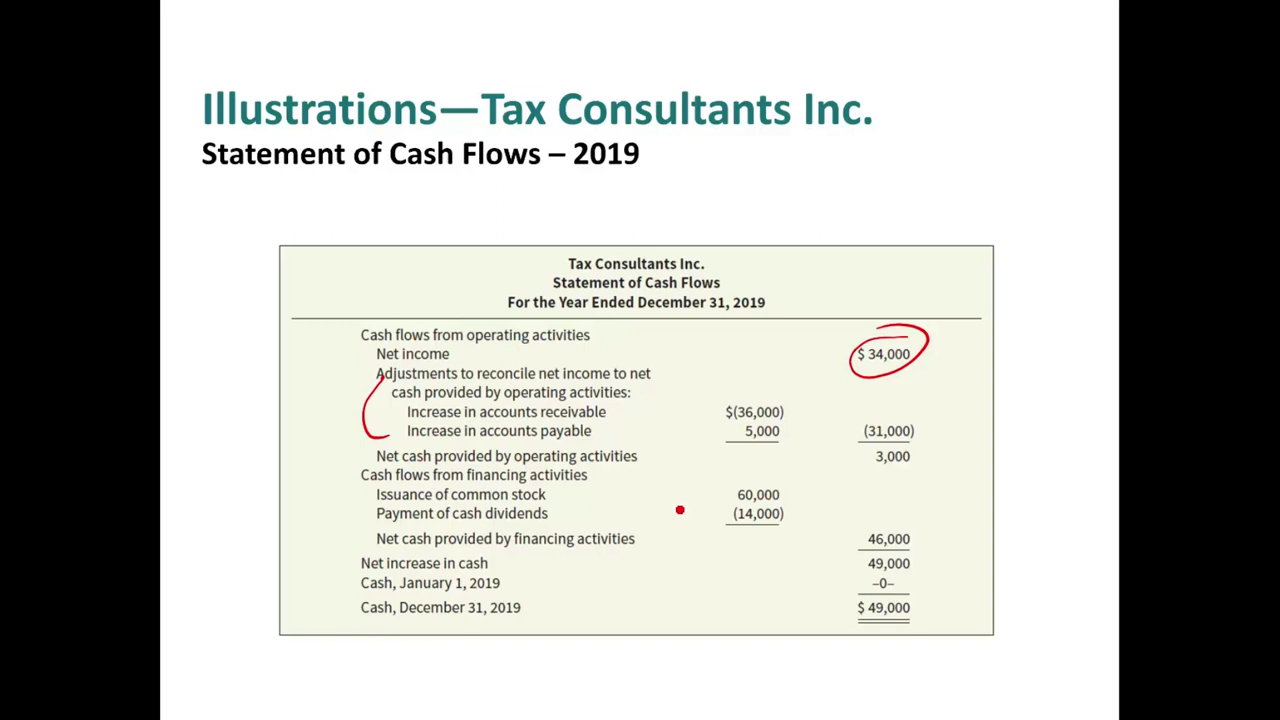 Illustrations—Tax Consultants Inc.
Statement of Cash Flows – 2019
Tax Consultants Inc.
Statement of Cash Flows
For the Year Ended December 31, 2019
Cash flows from operating activities
Net income $ 34,000
Adjustments to reconcile net income to net
cash provided by operating activities:
Increase in accounts receivable $(36,000)
Increase in accounts payable 5,000 (31,000)
Net cash provided by operating activities 3,000
Cash flows from financing activities
Issuance of common stock 60,000
Payment of cash dividends (14,000)
Net cash provided by financing activities 46,000
Net increase in cash 49,000
Cash, January 1, 2019 –0–
Cash, December 31, 2019 $ 49,000